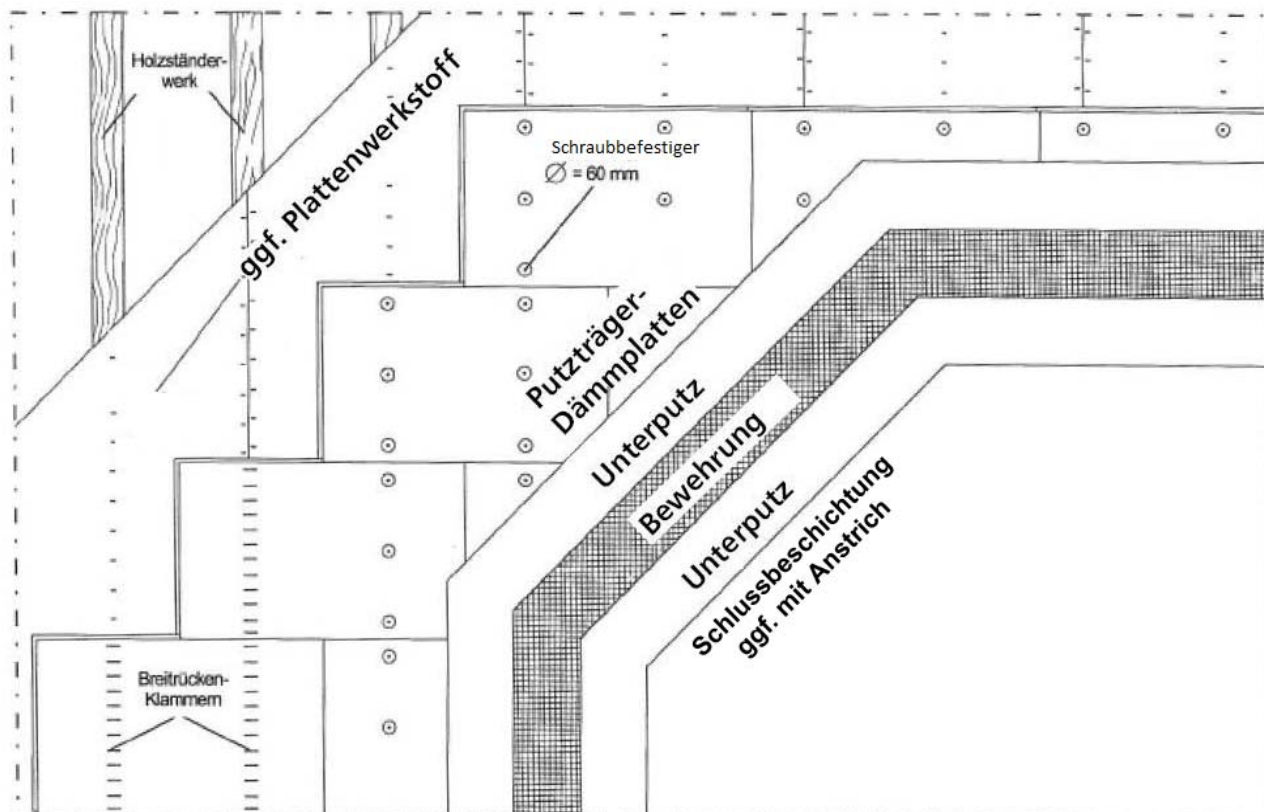 Holzständer-
werk
ggf. Plattenwerkstoff
Schraubbefestiger
Ø = 60 mm
Putzträger-
Dämmplatten
Unterputz
Bewehrung
Unterputz
Schlussbeschichtung
ggf. mit Anstrich
Breitrücken-
Klammern